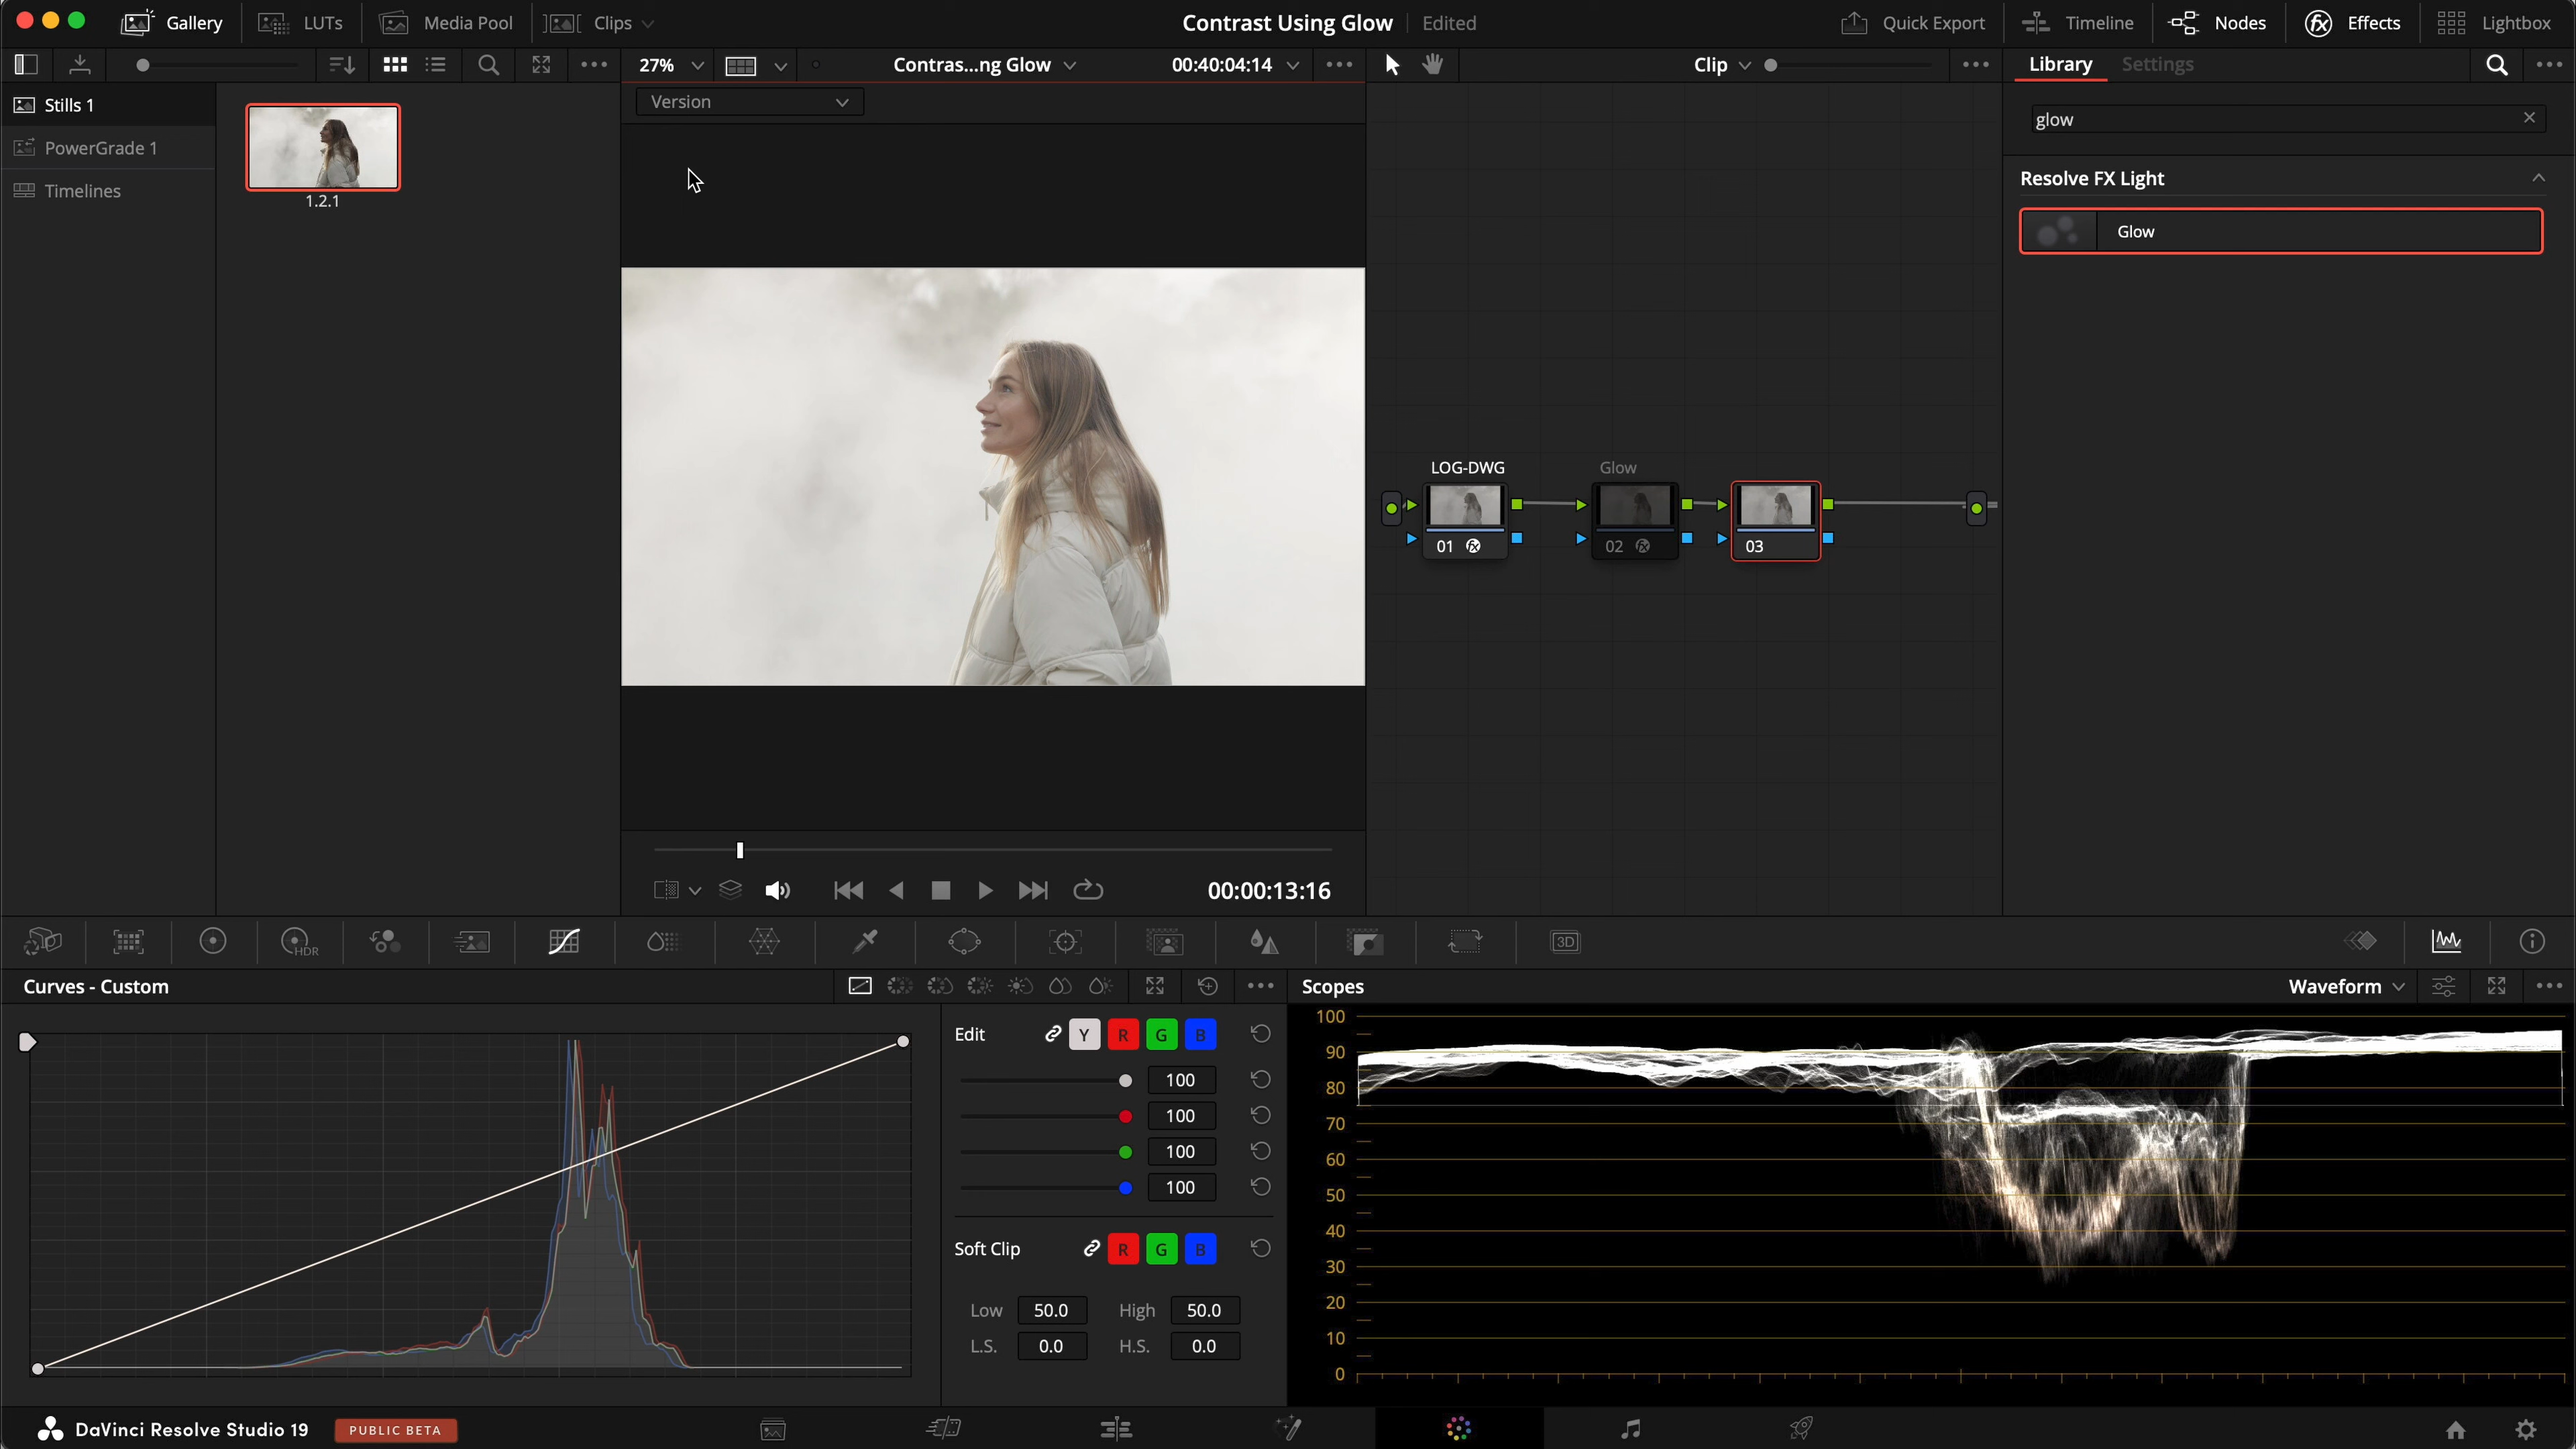 Gallery LUTs Media Pool Clips Contrast Using Glow Edited Quick Export Timeline Nodes Effects Lightbox
27% Contras...ng Glow 00:40:04:14 Clip Library Settings
Stills 1
PowerGrade 1
Timelines
1.2.1
Version
glow
Resolve FX Light
Glow
LOG-DWG Glow
01 02 03
00:00:13:16
HDR 3D
Curves - Custom
Edit Y R G B
100
100
100
100
Soft Clip R G B
Low 50.0 High 50.0
L.S. 0.0 H.S. 0.0
Scopes Waveform
100
90
80
70
60
50
40
30
20
10
0
DaVinci Resolve Studio 19 PUBLIC BETA